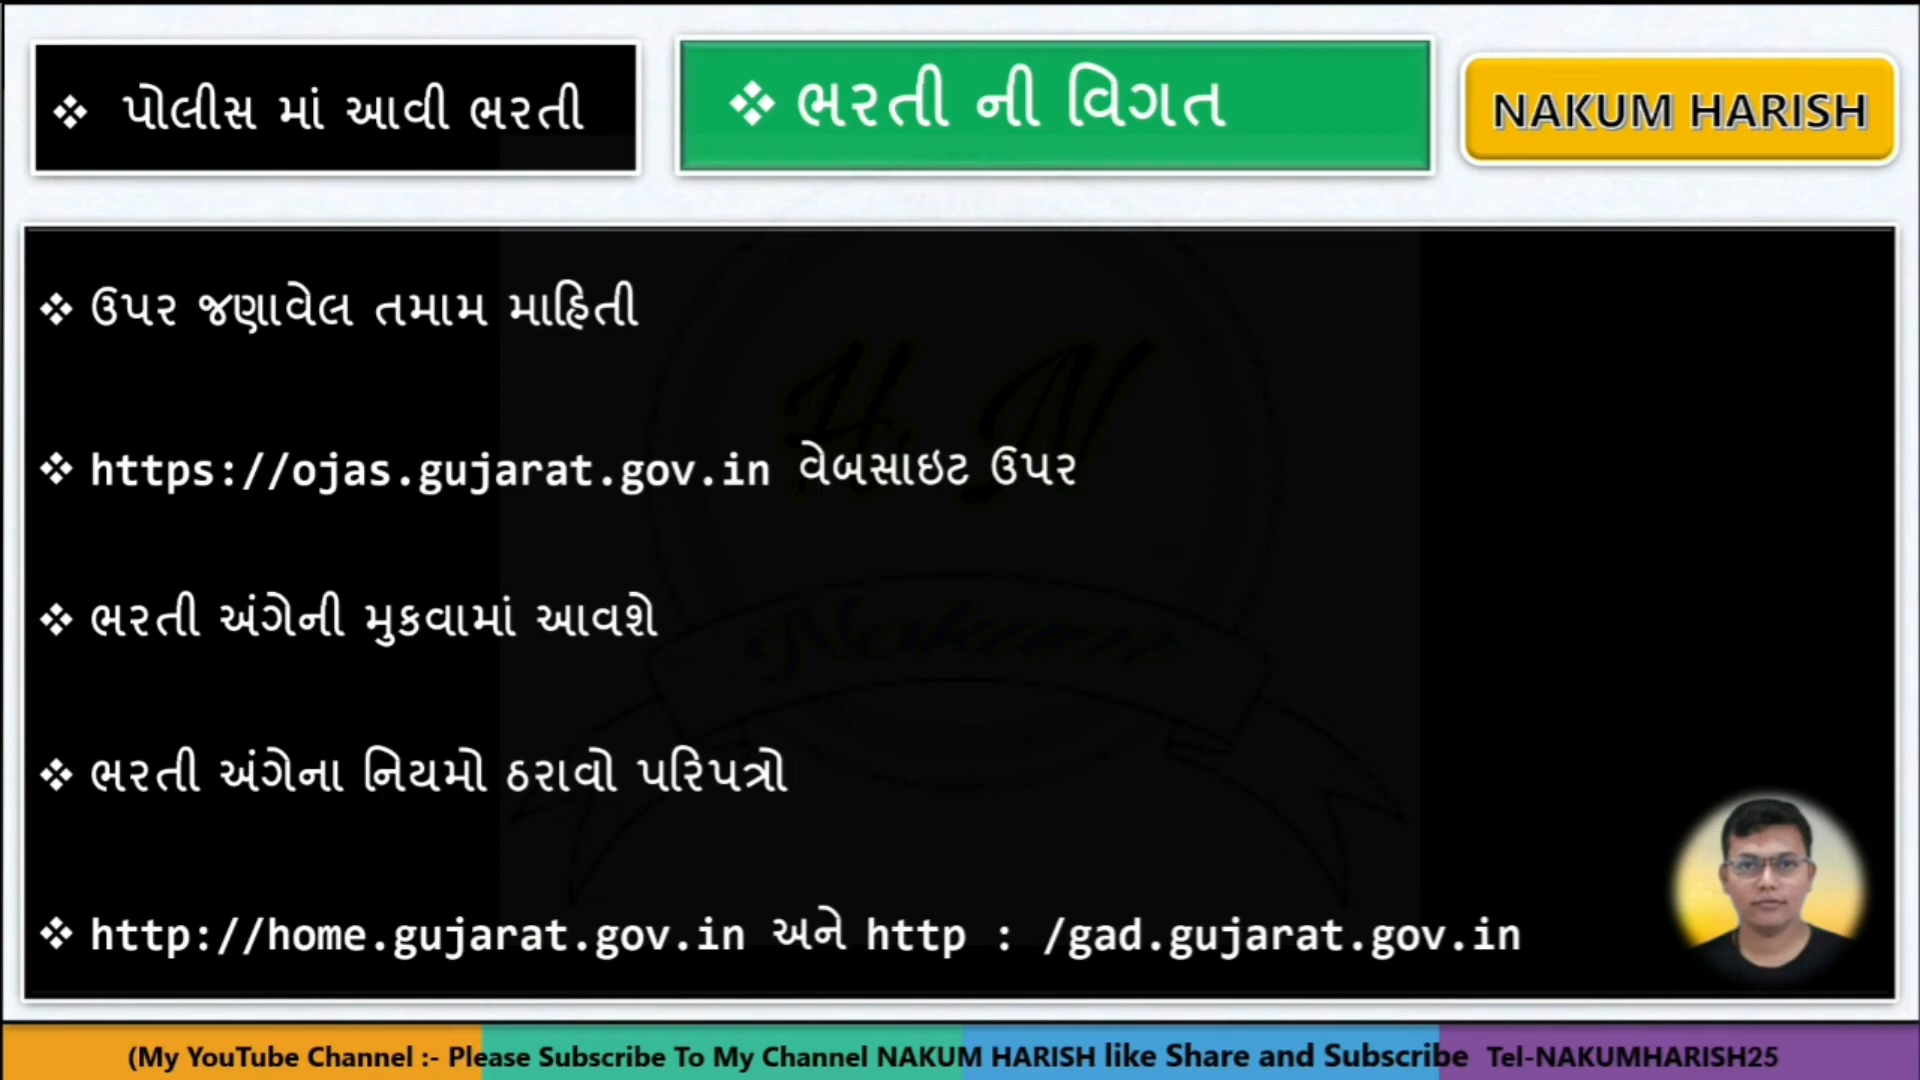 ❖ પોલીસ માં આવી ભરતી
❖ ભરતી ની વિગત
NAKUM HARISH
❖ ઉપર જણાવેલ તમામ માહિતી
❖ https://ojas.gujarat.gov.in વેબસાઇટ ઉપર
❖ ભરતી અંગેની મુકવામાં આવશે
❖ ભરતી અંગેના નિયમો ઠરાવો પરિપત્રો
❖ http://home.gujarat.gov.in અને http : /gad.gujarat.gov.in
H N
Nakum
(My YouTube Channel :- Please Subscribe To My Channel NAKUM HARISH like Share and Subscribe Tel-NAKUMHARISH25